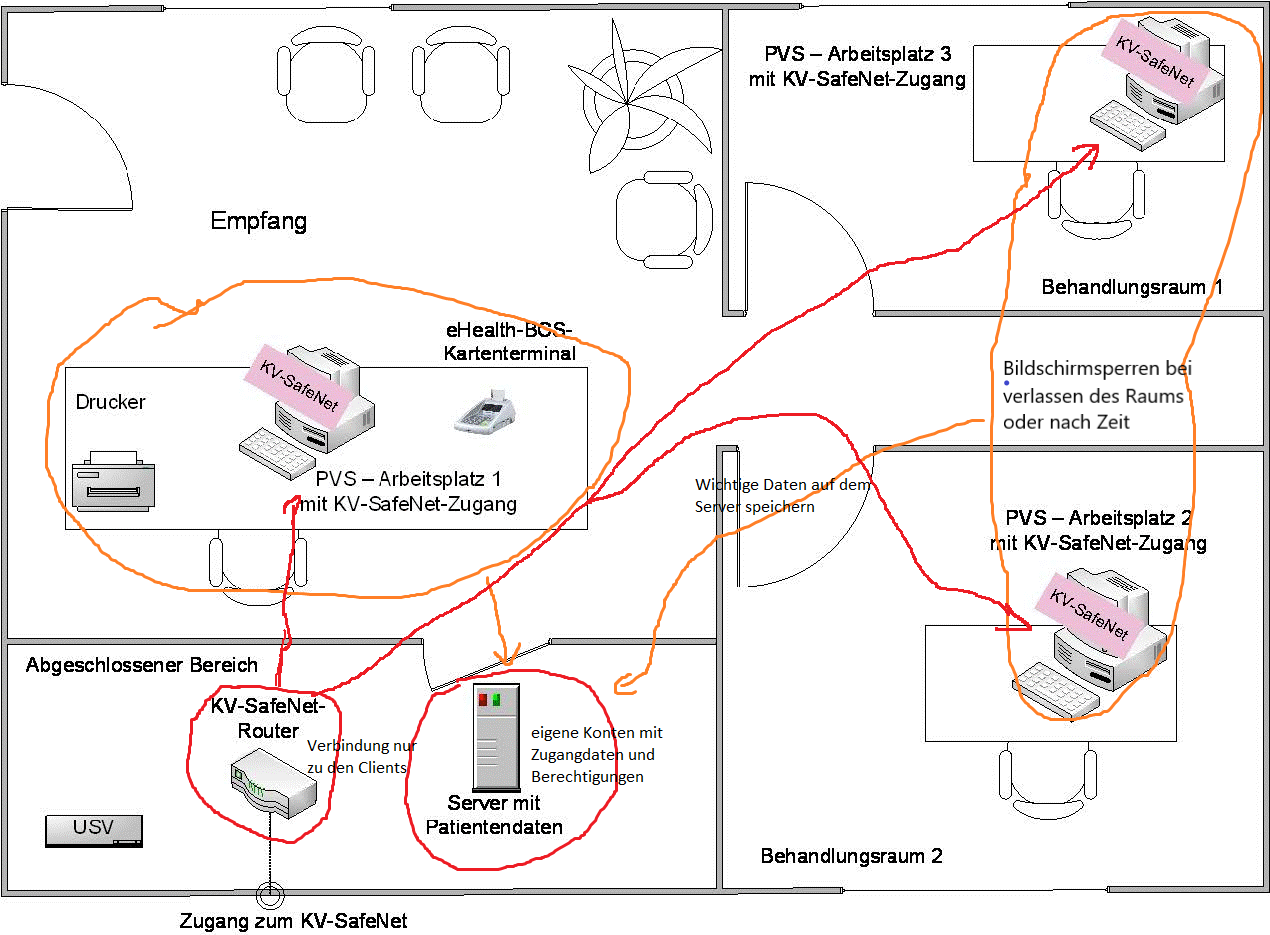 PVS – Arbeitsplatz 3
mit KV-SafeNet-Zugang
KV-SafeNet
Empfang
Behandlungsraum 1
eHealth-BCS-
Kartenterminal
KV-SafeNet
Drucker
PVS – Arbeitsplatz 1
mit KV-SafeNet-Zugang
Bildschirmsperren bei
verlassen des Raums
oder nach Zeit
Wichtige Daten auf dem
Server speichern
PVS – Arbeitsplatz 2
mit KV-SafeNet-Zugang
KV-SafeNet
Abgeschlossener Bereich
KV-SafeNet-
Router
Verbindung nur
zu den Clients
eigene Konten mit
Zugangdaten und
Berechtigungen
Server mit
Patientendaten
USV
Behandlungsraum 2
Zugang zum KV-SafeNet